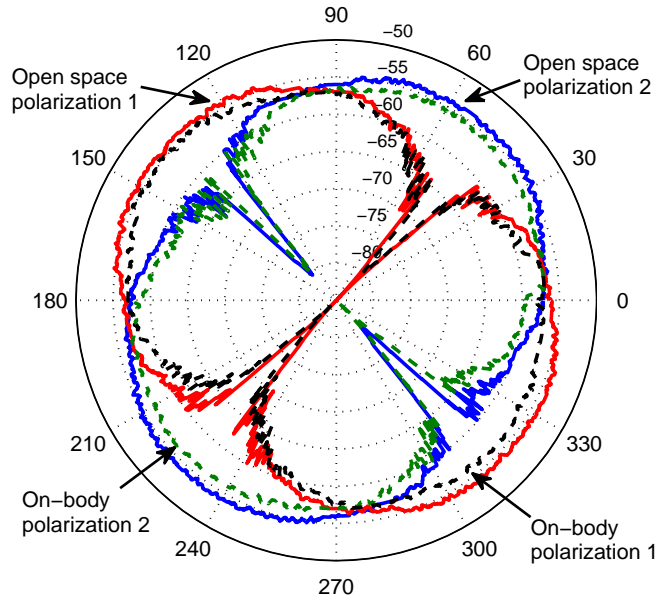 90
−50
120
60
−55
Open space
polarization 1
Open space
polarization 2
−60
−65
150
30
−70
−75
−80
180
0
210
330
On−body
polarization 2
On−body
polarization 1
240
300
270